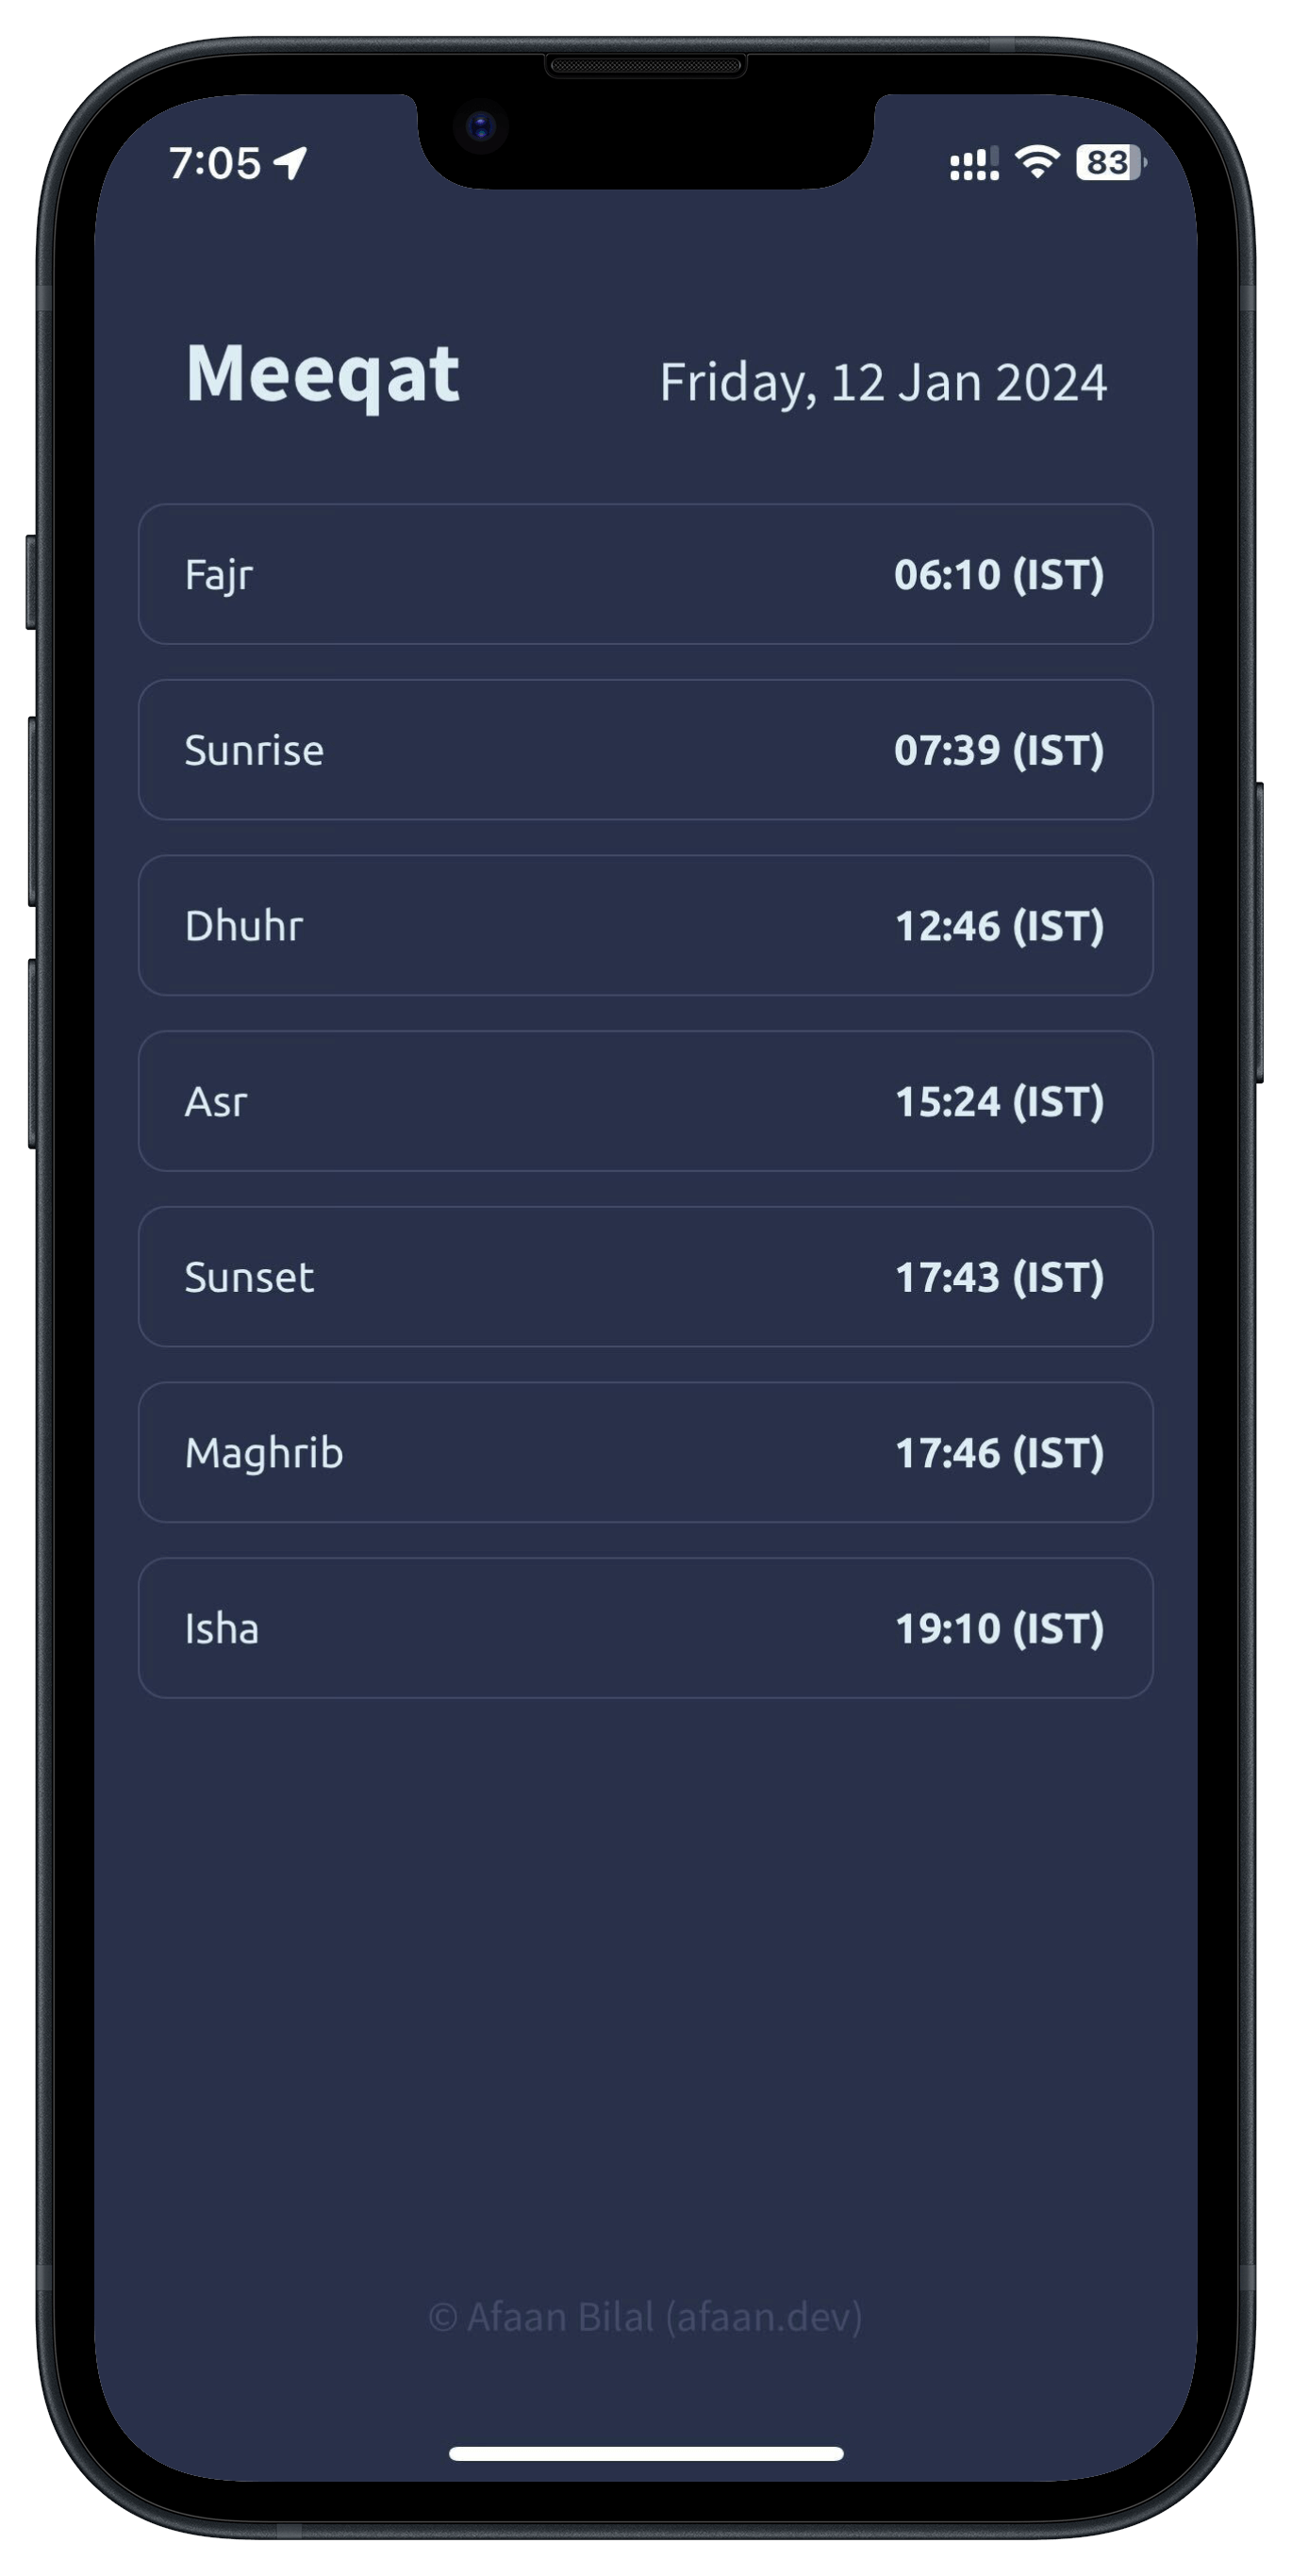 7:05 83
Meeqat Friday, 12 Jan 2024
Fajr 06:10 (IST)
Sunrise 07:39 (IST)
Dhuhr 12:46 (IST)
Asr 15:24 (IST)
Sunset 17:43 (IST)
Maghrib 17:46 (IST)
Isha 19:10 (IST)
© Afaan Bilal (afaan.dev)